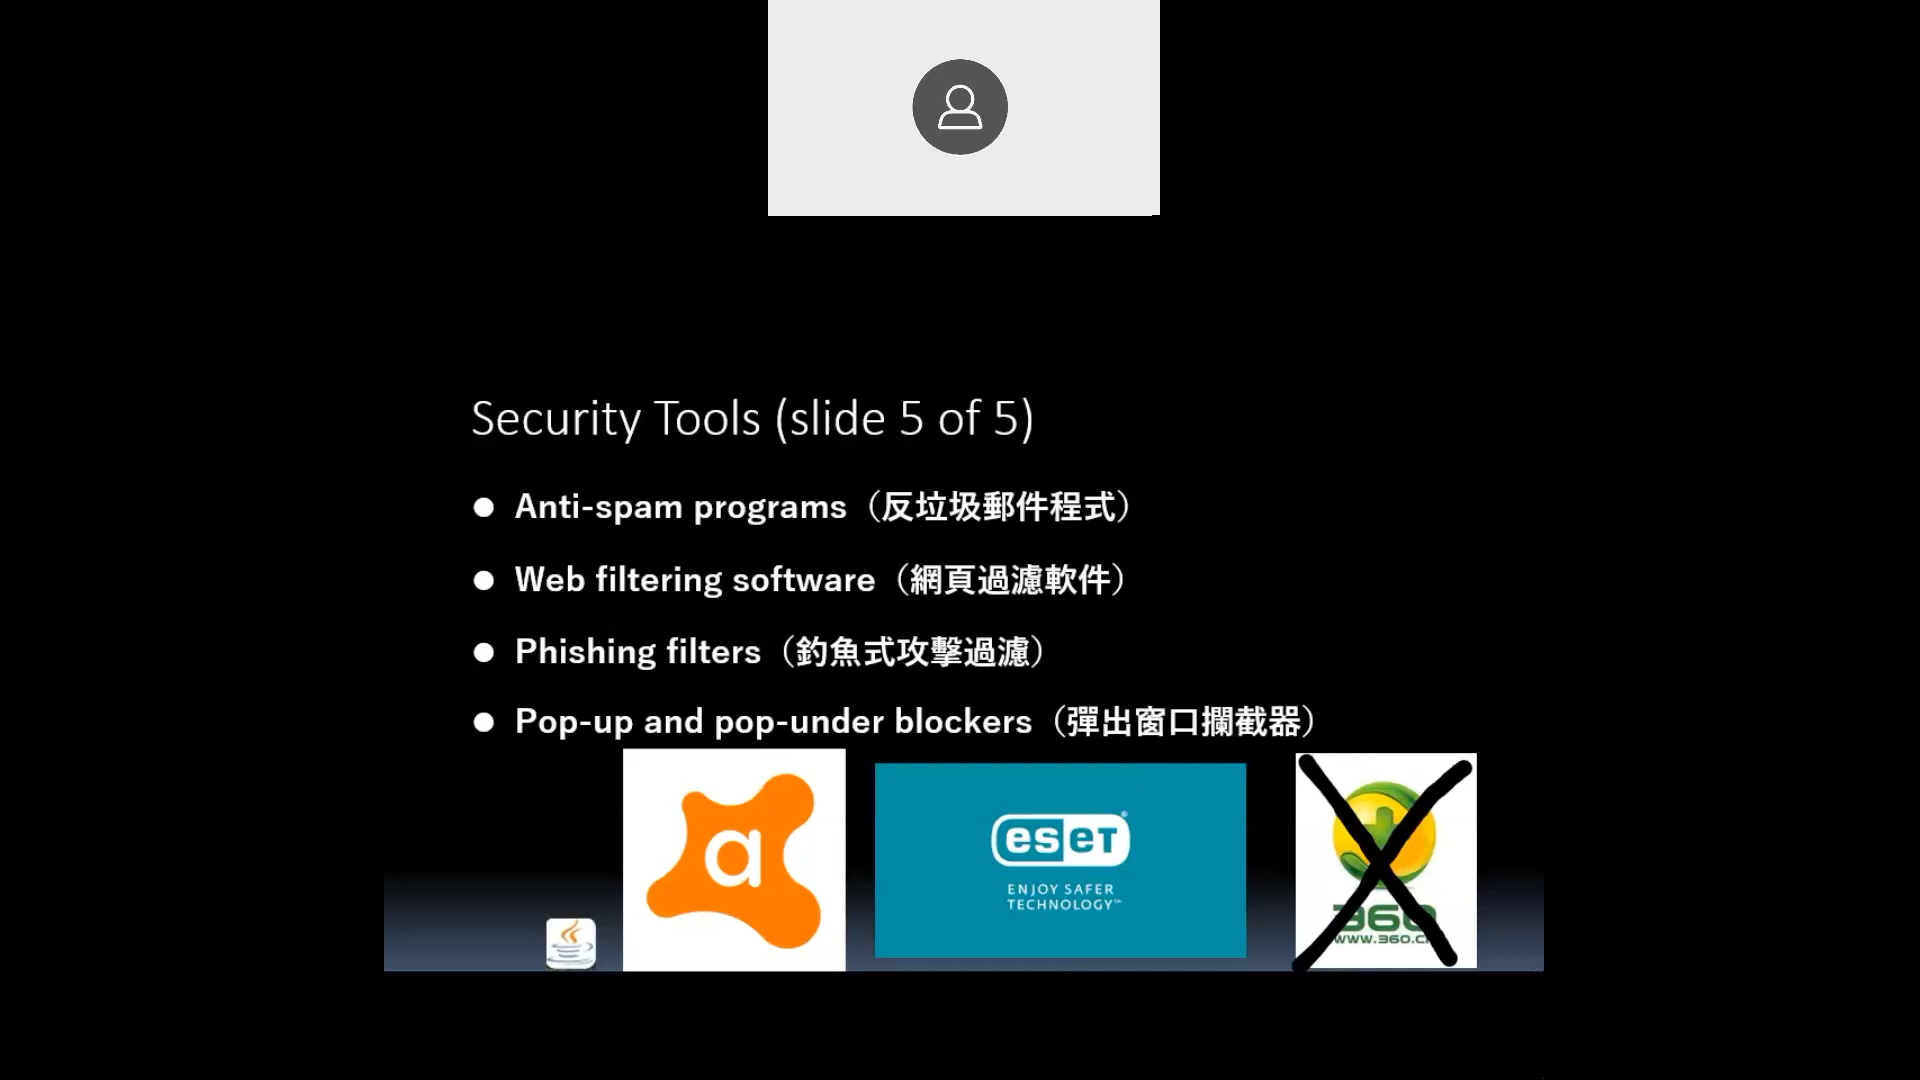 Security Tools (slide 5 of 5)
● Anti-spam programs（反垃圾郵件程式）
● Web filtering software（網頁過濾軟件）
● Phishing filters（釣魚式攻擊過濾）
● Pop-up and pop-under blockers（彈出窗口攔截器）
a
eset®
ENJOY SAFER
TECHNOLOGY™
360